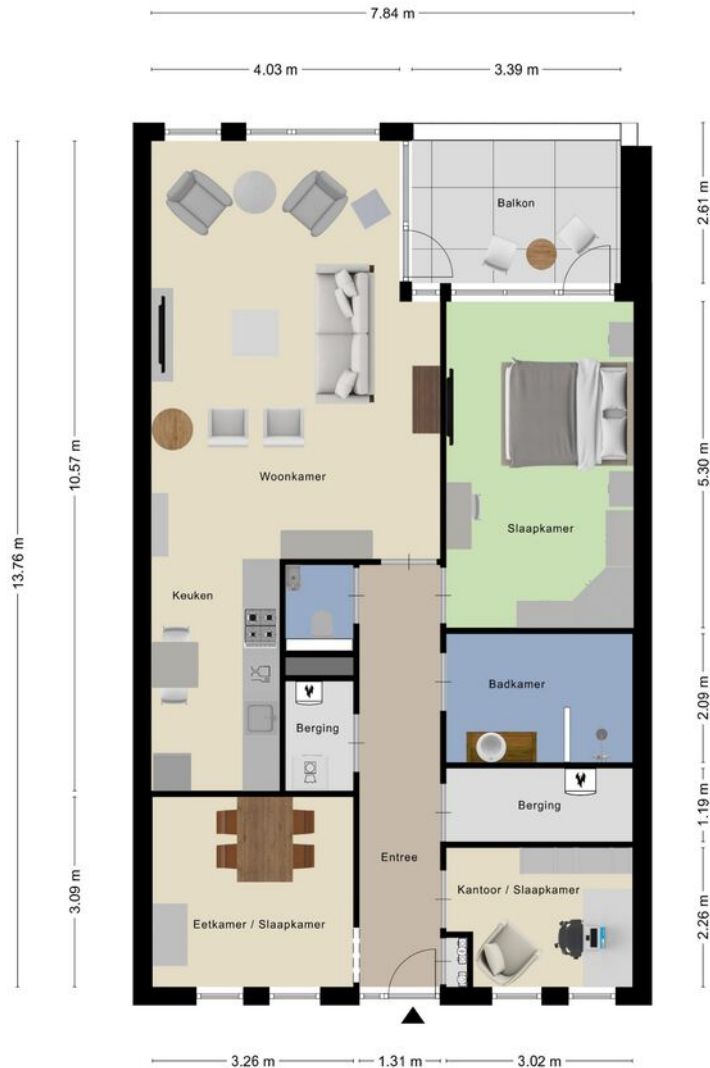 7.84 m
4.03 m
3.39 m
Balkon
2.61 m
10.57 m
13.76 m
5.30 m
Woonkamer
Slaapkamer
Keuken
Badkamer
2.09 m
Berging
Berging
1.19 m
Entree
Kantoor / Slaapkamer
3.09 m
Eetkamer / Slaapkamer
2.26 m
3.26 m
1.31 m
3.02 m